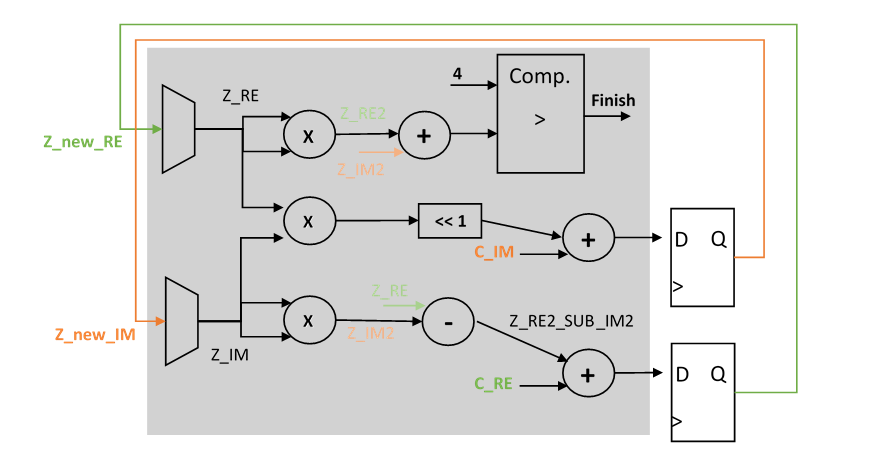 4
Comp.
>
Finish
Z_RE
Z_RE2
X
+
Z_IM2
Z_new_RE
X
<< 1
+
C_IM
D Q
>
Z_RE
X
Z_IM2
-
Z_RE2_SUB_IM2
Z_new_IM
Z_IM
C_RE
+
D Q
>